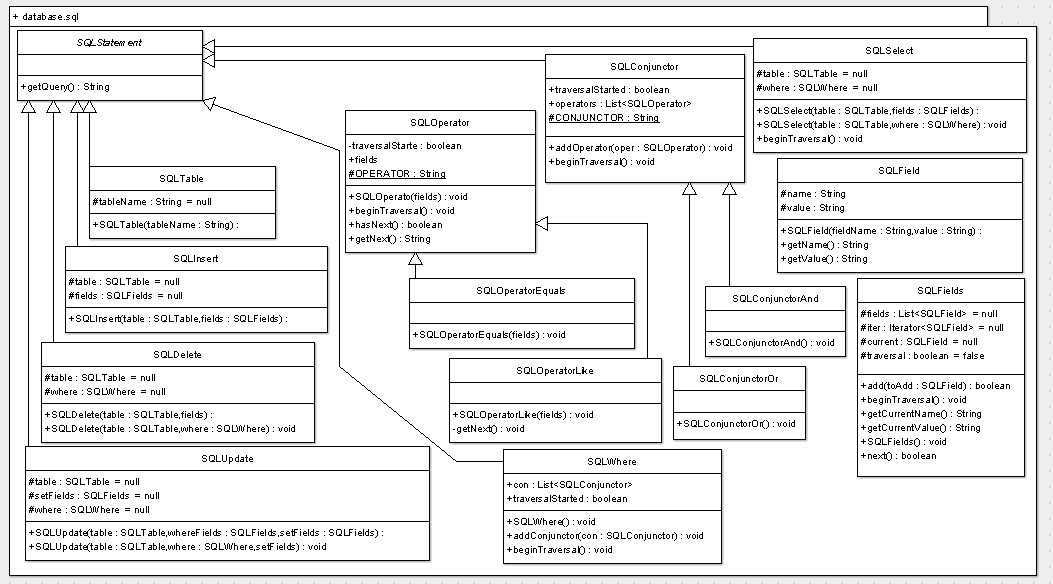 + database.sql
SQLStatement
+getQuery() : String
SQLSelect
#table : SQLTable = null
#where : SQLWhere = null
+SQLSelect(table : SQLTable,fields : SQLFields) :
+SQLSelect(table : SQLTable,where : SQLWhere) : void
+beginTraversal() : void
SQLConjunctor
+traversalStarted : boolean
+operators : List<SQLOperator>
#CONJUNCTOR : String
+addOperator(oper : SQLOperator) : void
+beginTraversal() : void
SQLOperator
-traversalStarte : boolean
+fields
#OPERATOR : String
+SQLOperato(fields) : void
+beginTraversal() : void
+hasNext() : boolean
+getNext() : String
SQLField
#name : String
#value : String
+SQLField(fieldName : String,value : String) :
+getName() : String
+getValue() : String
SQLTable
#tableName : String = null
+SQLTable(tableName : String) :
SQLInsert
#table : SQLTable = null
#fields : SQLFields = null
+SQLInsert(table : SQLTable,fields : SQLFields) :
SQLOperatorEquals
+SQLOperatorEquals(fields) : void
SQLConjunctorAnd
+SQLConjunctorAnd() : void
SQLFields
#fields : List<SQLField> = null
#iter : Iterator<SQLField> = null
#current : SQLField = null
#traversal : boolean = false
+add(toAdd : SQLField) : boolean
+beginTraversal() : void
+getCurrentName() : String
+getCurrentValue() : String
+SQLFields() : void
+next() : boolean
SQLDelete
#table : SQLTable = null
#where : SQLWhere = null
+SQLDelete(table : SQLTable,fields) :
+SQLDelete(table : SQLTable,where : SQLWhere) : void
SQLOperatorLike
+SQLOperatorLike(fields) : void
-getNext() : void
SQLConjunctorOr
+SQLConjunctorOr() : void
SQLUpdate
#table : SQLTable = null
#setFields : SQLFields = null
#where : SQLWhere = null
+SQLUpdate(table : SQLTable,whereFields : SQLFields,setFields : SQLFields) :
+SQLUpdate(table : SQLTable,where : SQLWhere,setFields) : void
SQLWhere
+con : List<SQLConjunctor>
+traversalStarted : boolean
+SQLWhere() : void
+addConjunctor(con : SQLConjunctor) : void
+beginTraversal() : void